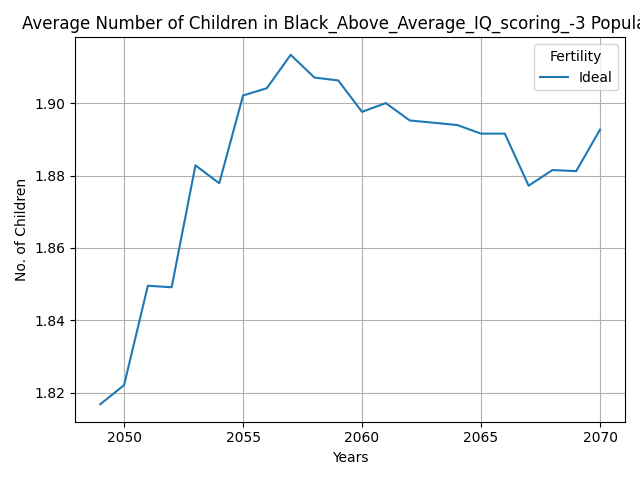 Average Number of Children in Black_Above_Average_IQ_scoring_-3 Popula
Fertility
Ideal
1.90
1.88
1.86
1.84
1.82
No. of Children
2050 2055 2060 2065 2070
Years